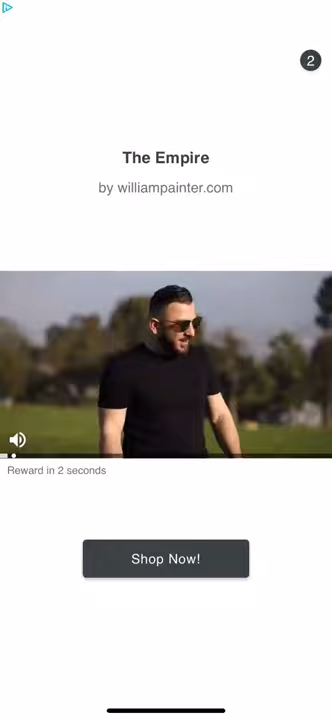 2
The Empire
by williampainter.com
Reward in 2 seconds
Shop Now!